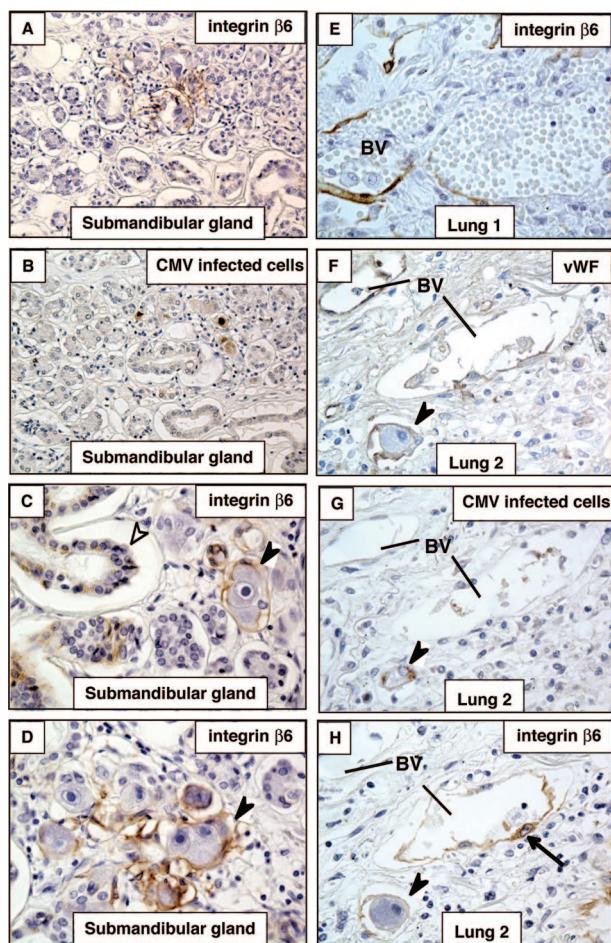 A
integrin β6
Submandibular gland
B
CMV infected cells
Submandibular gland
C
integrin β6
Submandibular gland
D
integrin β6
Submandibular gland
E
integrin β6
BV
Lung 1
F
vWF
BV
Lung 2
G
CMV infected cells
BV
Lung 2
H
integrin β6
BV
Lung 2